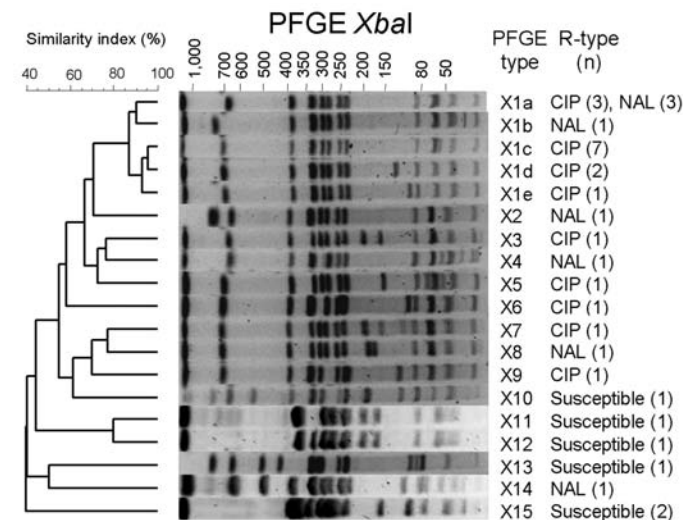 PFGE XbaI
Similarity index (%)
PFGE type
R-type (n)
40 60 80 100
1,000 700 600 500 400 350 300 250 200 150 80 50
X1a CIP (3), NAL (3)
X1b NAL (1)
X1c CIP (7)
X1d CIP (2)
X1e CIP (1)
X2 NAL (1)
X3 CIP (1)
X4 NAL (1)
X5 CIP (1)
X6 CIP (1)
X7 CIP (1)
X8 NAL (1)
X9 CIP (1)
X10 Susceptible (1)
X11 Susceptible (1)
X12 Susceptible (1)
X13 Susceptible (1)
X14 NAL (1)
X15 Susceptible (2)